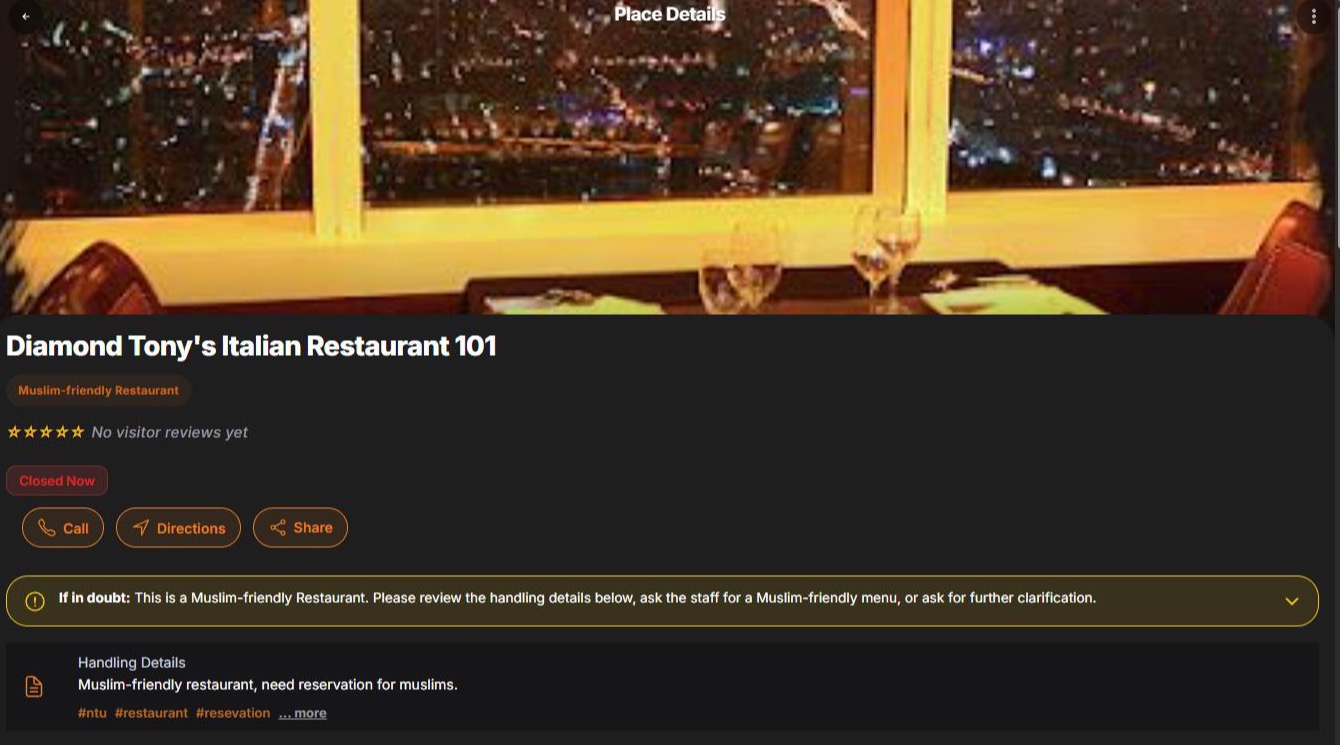 Place Details
Diamond Tony's Italian Restaurant 101
Muslim-friendly Restaurant
No visitor reviews yet
Closed Now
Call Directions Share
If in doubt: This is a Muslim-friendly Restaurant. Please review the handling details below, ask the staff for a Muslim-friendly menu, or ask for further clarification.
Handling Details
Muslim-friendly restaurant, need reservation for muslims.
#ntu #restaurant #resevation ... more